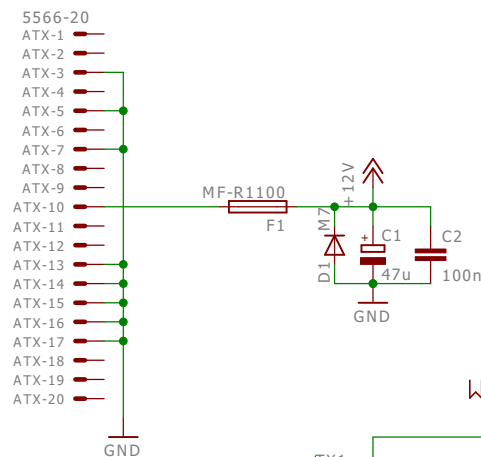 5566-20
ATX-1
ATX-2
ATX-3
ATX-4
ATX-5
ATX-6
ATX-7
ATX-8
ATX-9
ATX-10
ATX-11
ATX-12
ATX-13
ATX-14
ATX-15
ATX-16
ATX-17
ATX-18
ATX-19
ATX-20
GND
MF-R1100
F1
+12V
M7
D1
C1
47u
C2
100n
GND